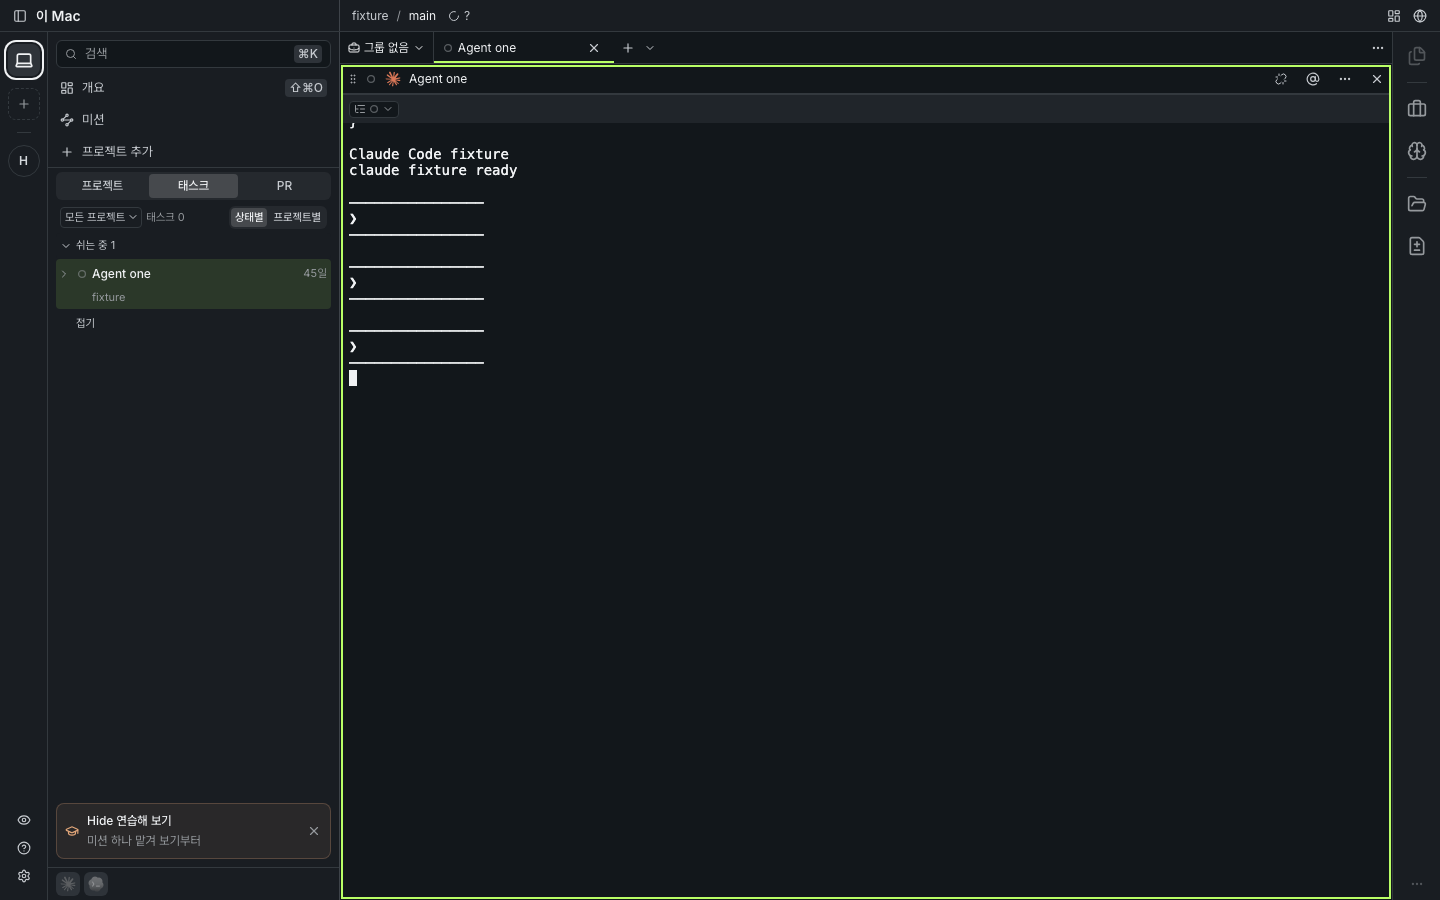 이 Mac
fixture / main ?
검색 ⌘K
개요 ⇧⌘O
미션
프로젝트 추가
프로젝트 태스크 PR
모든 프로젝트 태스크 0 상태별 프로젝트별
쉬는 중 1
Agent one 45일
fixture
접기
H
그룹 없음
Agent one
Agent one
}
Claude Code fixture
claude fixture ready
❯
❯
❯
Hide 연습해 보기
미션 하나 맡겨 보기부터